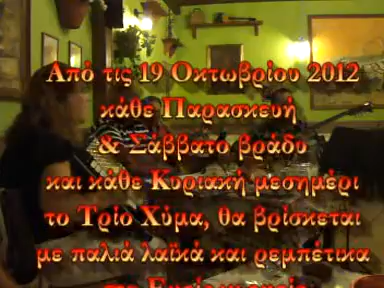 Από τις 19 Οκτωβρίου 2012
κάθε Παρασκευή
& Σάββατο βράδυ
και κάθε Κυριακή μεσημέρι
το Τρίο Χύμα, θα βρίσκεται
με παλιά λαϊκά και ρεμπέτικα